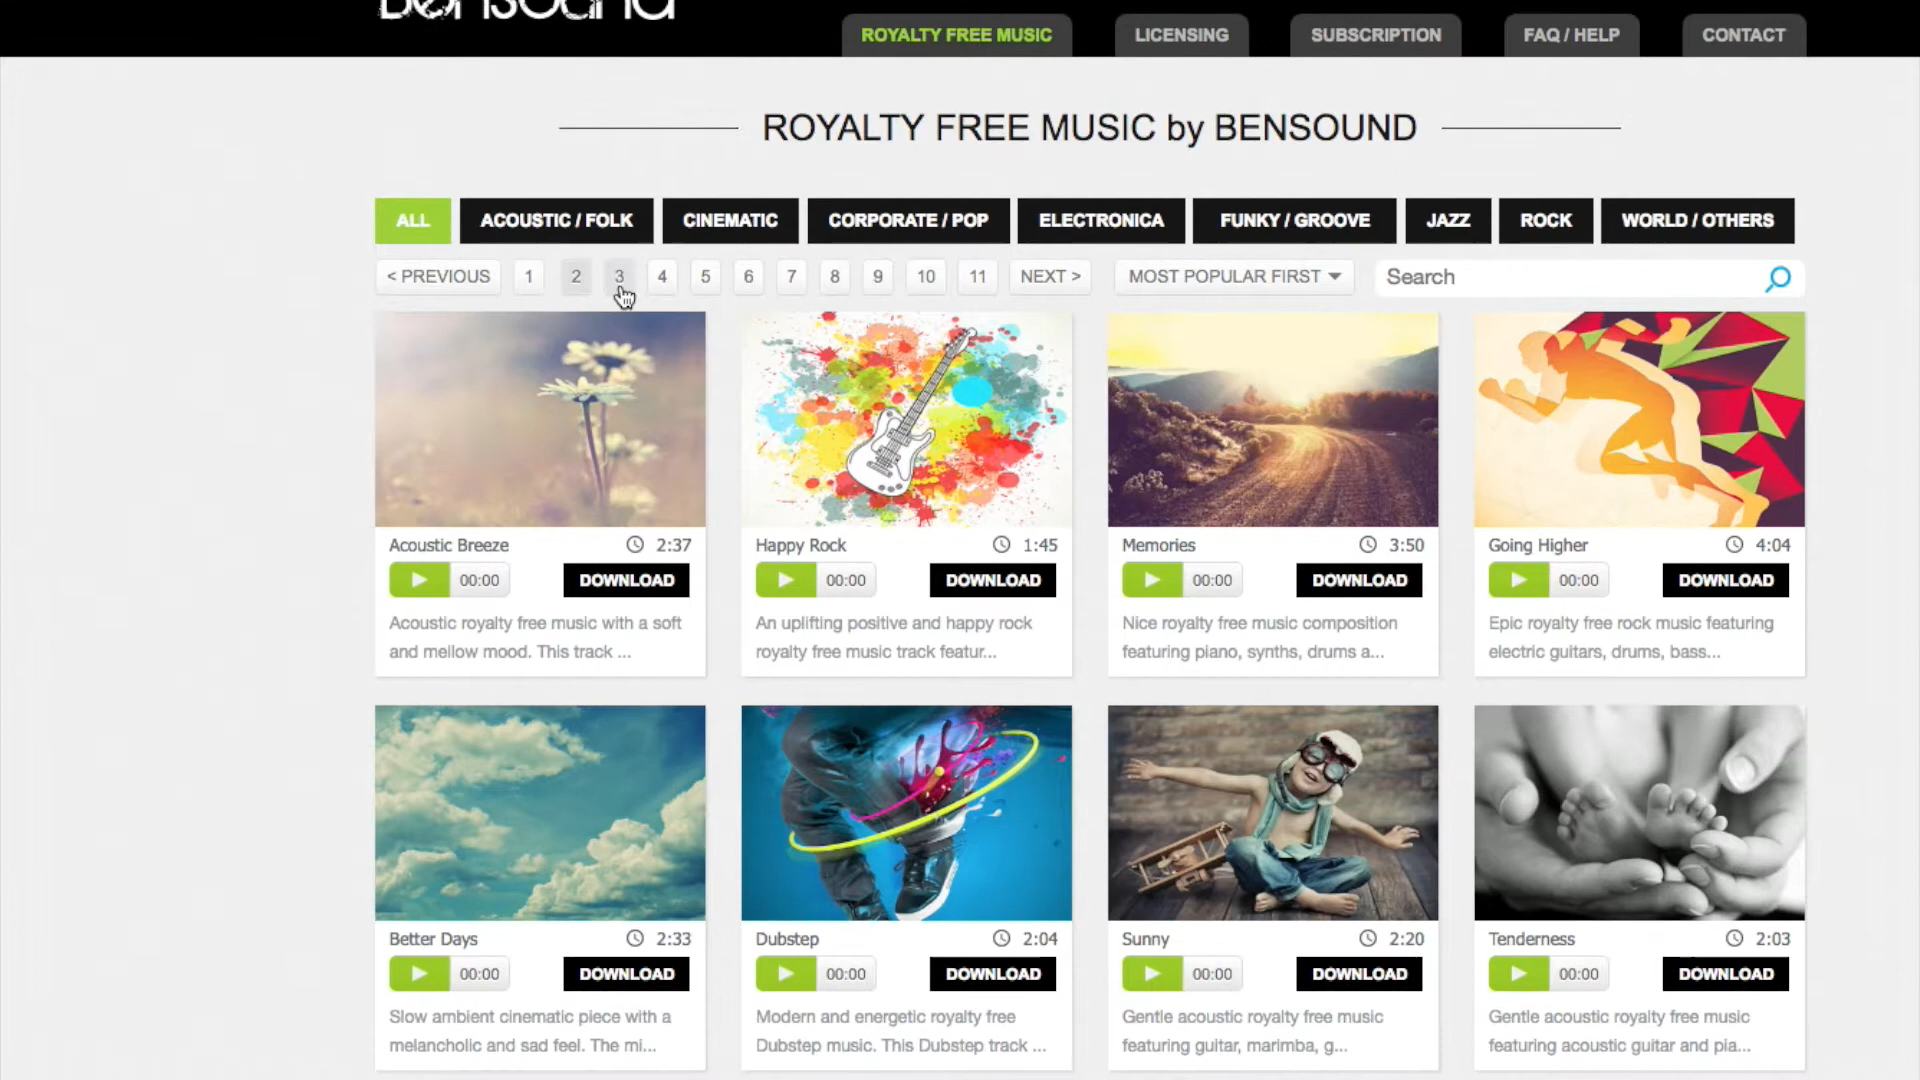 Bensound
ROYALTY FREE MUSIC
LICENSING
SUBSCRIPTION
FAQ / HELP
CONTACT
ROYALTY FREE MUSIC by BENSOUND
ALL
ACOUSTIC / FOLK
CINEMATIC
CORPORATE / POP
ELECTRONICA
FUNKY / GROOVE
JAZZ
ROCK
WORLD / OTHERS
< PREVIOUS
1
2
3
4
5
6
7
8
9
10
11
NEXT >
MOST POPULAR FIRST
Search
Acoustic Breeze
2:37
00:00
DOWNLOAD
Acoustic royalty free music with a soft
and mellow mood. This track ...
Happy Rock
1:45
00:00
DOWNLOAD
An uplifting positive and happy rock
royalty free music track featur...
Memories
3:50
00:00
DOWNLOAD
Nice royalty free music composition
featuring piano, synths, drums a...
Going Higher
4:04
00:00
DOWNLOAD
Epic royalty free rock music featuring
electric guitars, drums, bass...
Better Days
2:33
00:00
DOWNLOAD
Slow ambient cinematic piece with a
melancholic and sad feel. The mi...
Dubstep
2:04
00:00
DOWNLOAD
Modern and energetic royalty free
Dubstep music. This Dubstep track ...
Sunny
2:20
00:00
DOWNLOAD
Gentle acoustic royalty free music
featuring guitar, marimba, g...
Tenderness
2:03
00:00
DOWNLOAD
Gentle acoustic royalty free music
featuring acoustic guitar and pia...